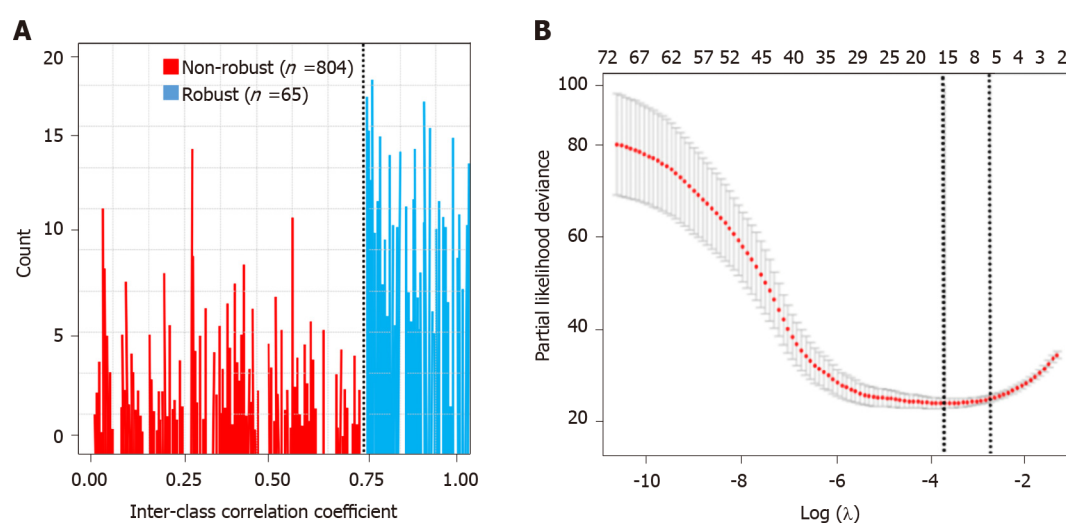 A
20
15
10
5
0
Count
Non-robust (n =804)
Robust (n =65)
0.00 0.25 0.50 0.75 1.00
Inter-class correlation coefficient
B
72 67 62 57 52 45 40 35 29 25 20 15 8 5 4 3 2
100
80
60
40
20
Partial likelihood deviance
-10 -8 -6 -4 -2
Log (λ)